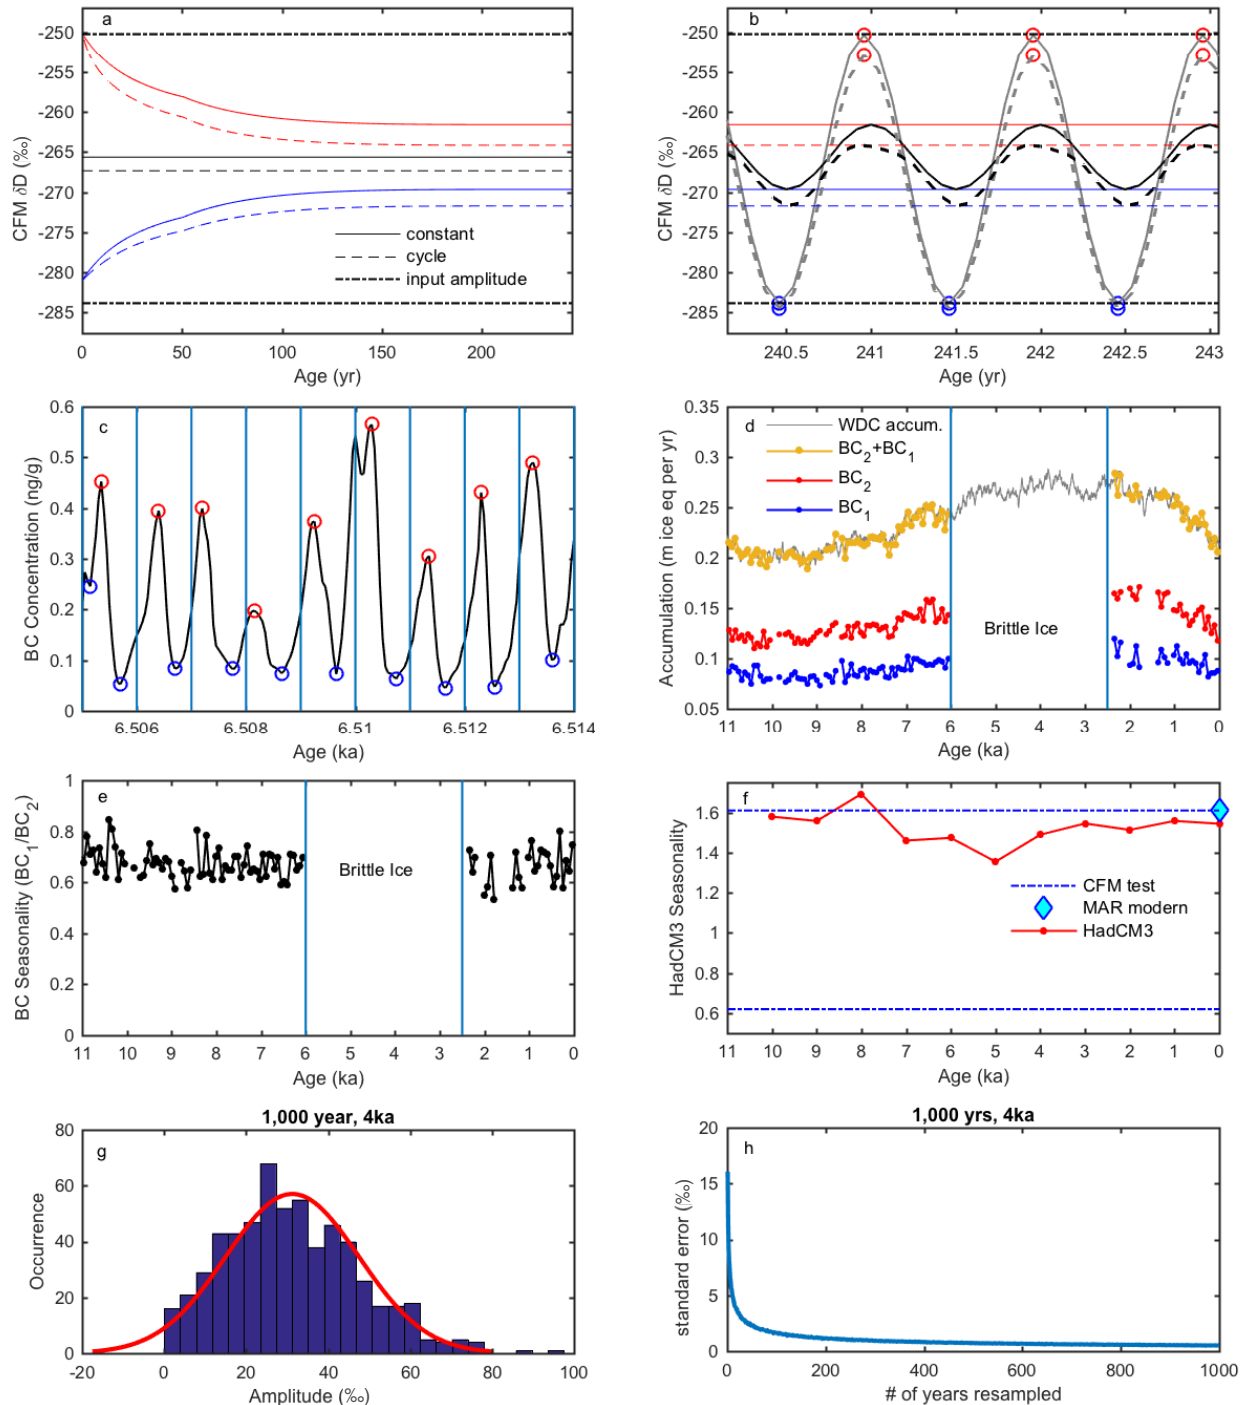 a
-250
-255
-260
-265
-270
-275
-280
-285
CFM δD (‰)
constant
cycle
input amplitude
0
50
100
150
200
Age (yr)
b
-250
-255
-260
-265
-270
-275
-280
-285
CFM δD (‰)
240.5
241
241.5
242
242.5
243
Age (yr)
c
0.6
0.5
0.4
0.3
0.2
0.1
0
BC Concentration (ng/g)
6.506
6.508
6.51
6.512
6.514
Age (ka)
d
0.35
0.3
0.25
0.2
0.15
0.1
0.05
Accumulation (m ice eq per yr)
WDC accum.
BC2+BC1
BC2
BC1
Brittle Ice
11 10 9 8 7 6 5 4 3 2 1 0
Age (ka)
e
1
0.8
0.6
0.4
0.2
0
BC Seasonality (BC1/BC2)
Brittle Ice
11 10 9 8 7 6 5 4 3 2 1 0
Age (ka)
f
1.6
1.4
1.2
1
0.8
0.6
HadCM3 Seasonality
CFM test
MAR modern
HadCM3
11 10 9 8 7 6 5 4 3 2 1 0
Age (ka)
1,000 year, 4ka
g
80
60
40
20
0
Occurrence
-20 0 20 40 60 80 100
Amplitude (‰)
1,000 yrs, 4ka
h
20
15
10
5
0
standard error (‰)
0 200 400 600 800 1000
# of years resampled